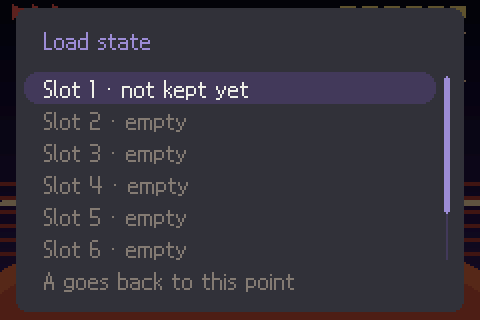 Load state
Slot 1 · not kept yet
Slot 2 · empty
Slot 3 · empty
Slot 4 · empty
Slot 5 · empty
Slot 6 · empty
A goes back to this point